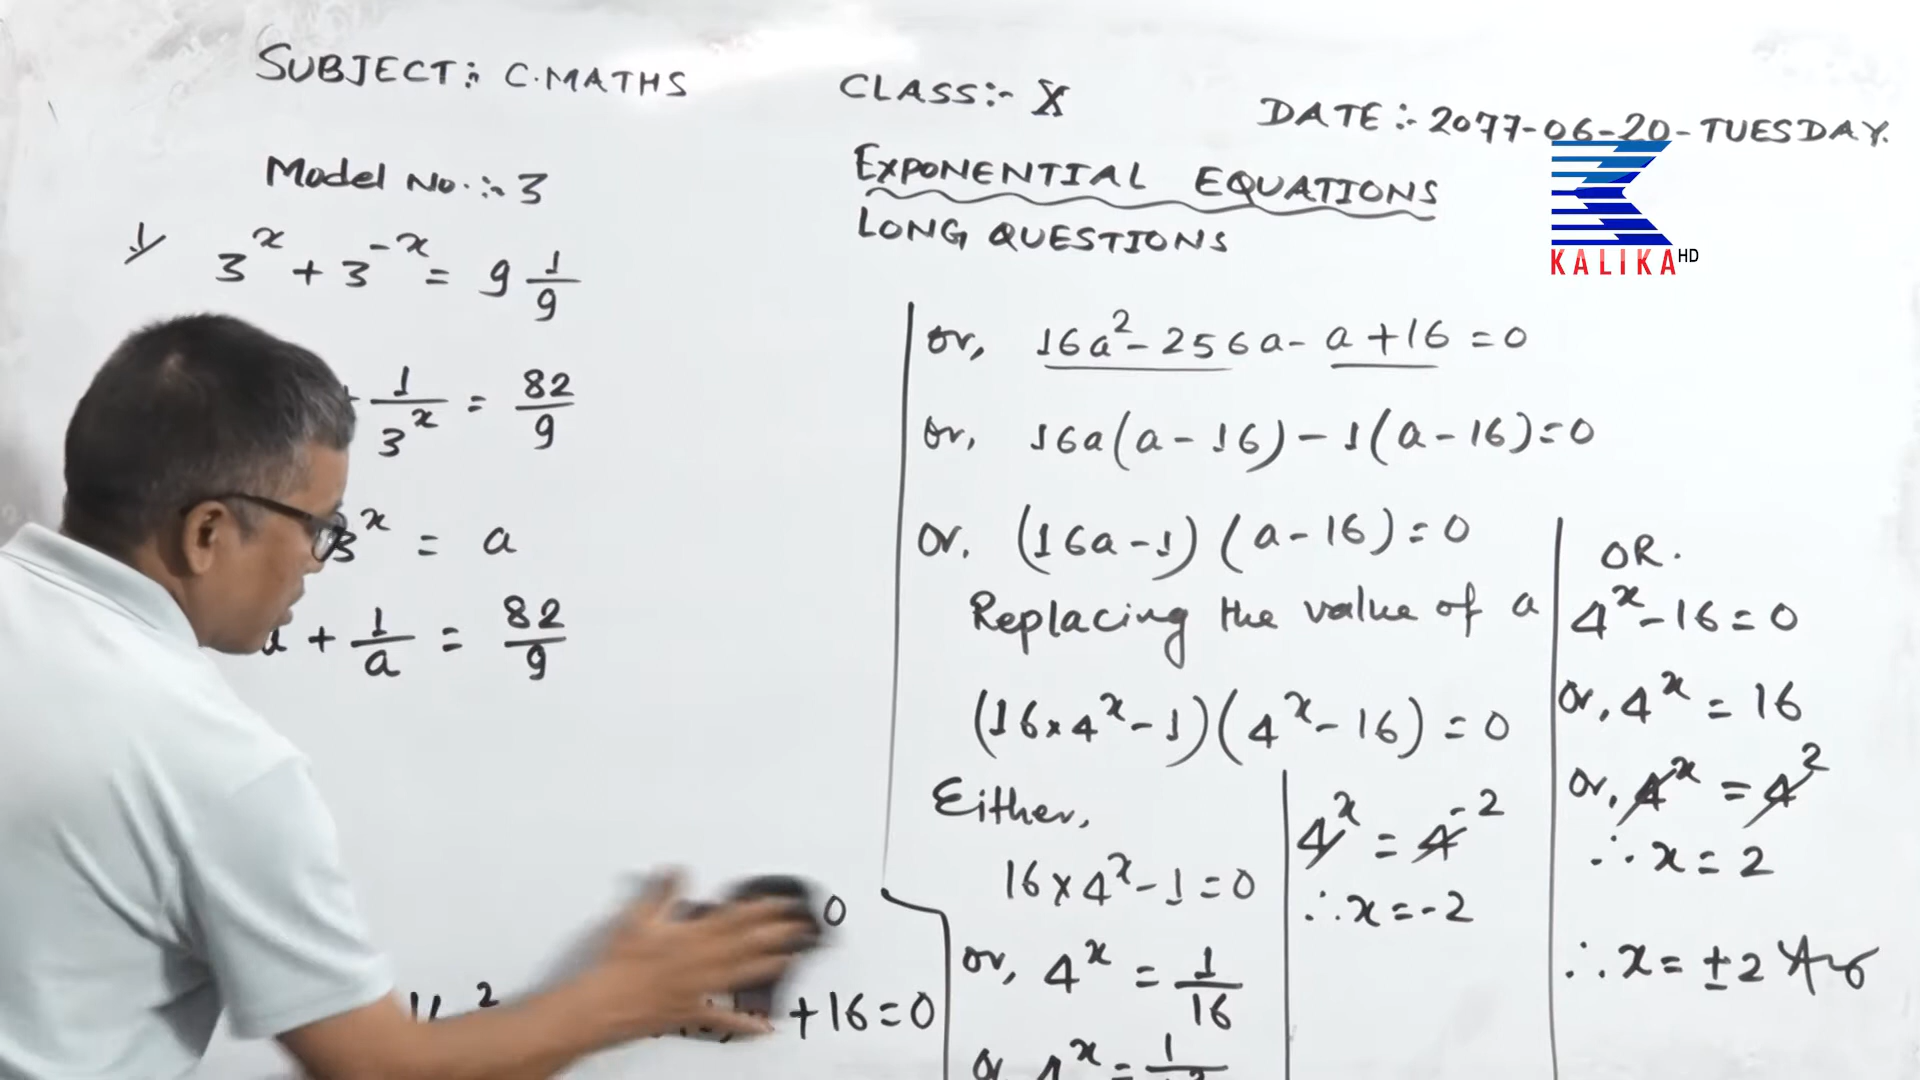 SUBJECT:- C.MATHS
CLASS:- X
DATE:- 2077-06-20-TUESDAY.
Model No.:- 3
EXPONENTIAL EQUATIONS
LONG QUESTIONS
KALIKA HD
1/ 3^x + 3^-x = 9 1/9
1/3^x = 82/9
3^x = a
+ 1/a = 82/9
0
+16=0
or, 16a² - 256a - a + 16 = 0
or, 16a(a - 16) - 1(a - 16) = 0
or. (16a - 1) (a - 16) = 0
Replacing the value of a
(16×4^x - 1)(4^x - 16) = 0
Either,
16×4^x - 1 = 0
or, 4^x = 1/16
or 4^x = 1
4^x = 4^-2
∴ x = -2
OR.
4^x - 16 = 0
or, 4^x = 16
or, 4^x = 4²
∴ x = 2
∴ x = ±2 Ans